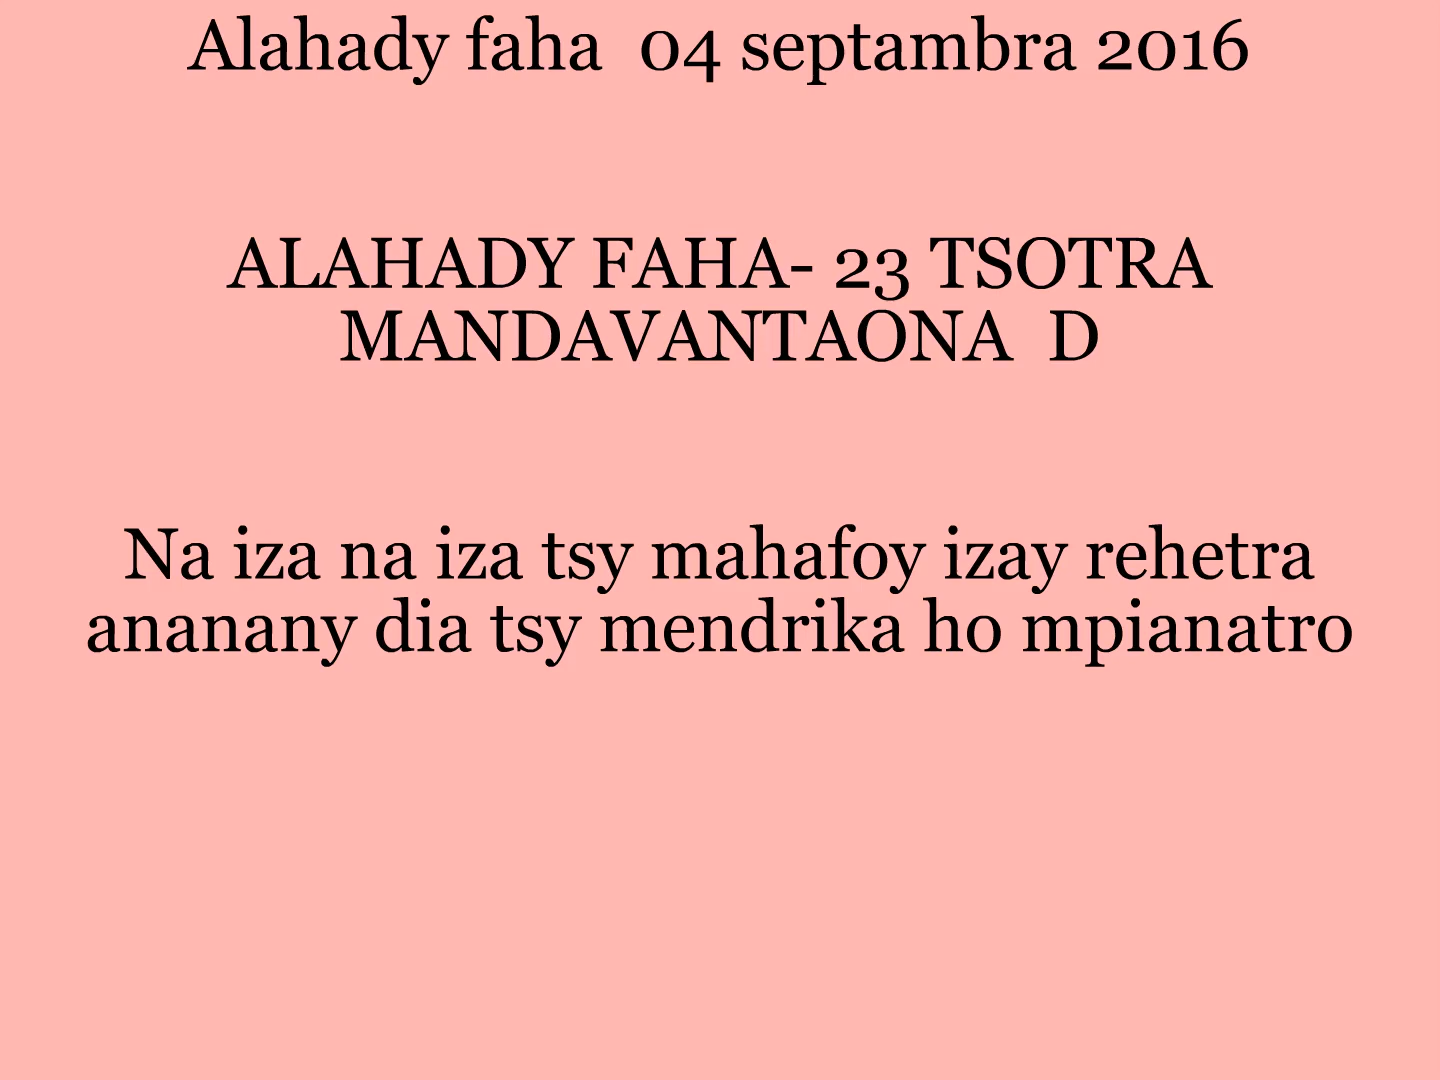 Alahady faha  04 septambra 2016
ALAHADY FAHA- 23 TSOTRA
MANDAVANTAONA  D
Na iza na iza tsy mahafoy izay rehetra
ananany dia tsy mendrika ho mpianatro